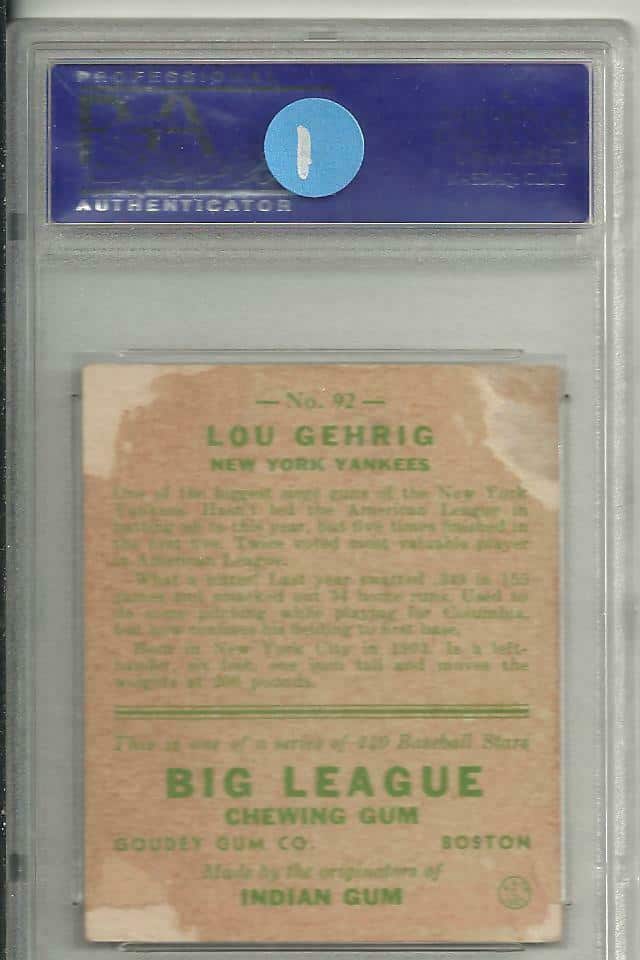 PROFESSIONAL
PSA
1
AUTHENTICATOR
— No. 92 —
LOU GEHRIG
NEW YORK YANKEES
One of the biggest siege guns of the New York
Yankees. Hasn't led the American League in
hitting up to this year, but five times finished in
the first five. Twice voted most valuable player
in American League.
What a hitter! Last year swatted .349 in 155
games and smacked out 34 home runs. Used to
do some pitching while playing for Columbia,
but now confines his fielding to first base.
Born in New York City in 1903. Is a left-
hander, six feet, one inch tall and moves the
weights at 200 pounds.
This is one of a series of Baseball Stars
BIG LEAGUE
CHEWING GUM
GOUDEY GUM CO. BOSTON
Made by the originators of
INDIAN GUM